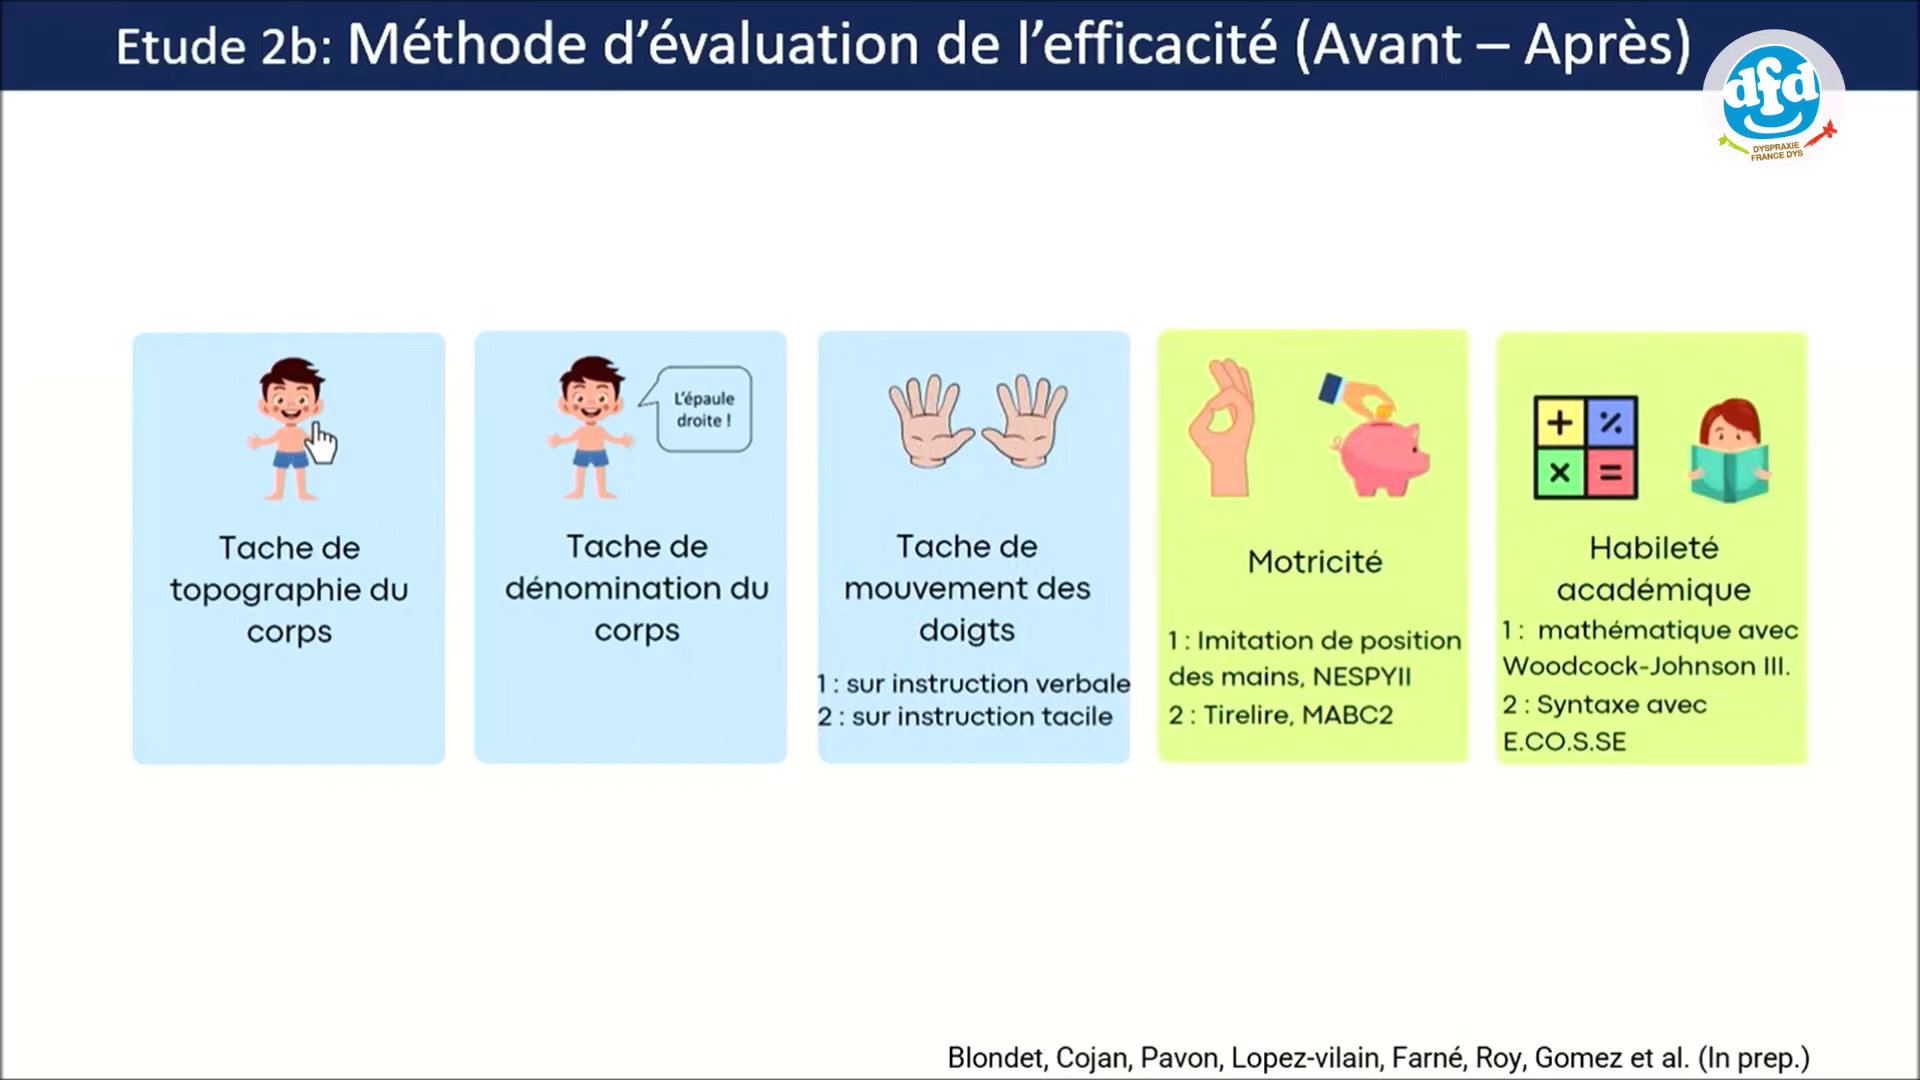 Etude 2b: Méthode d’évaluation de l’efficacité (Avant – Après)
dfd
DYSPRAXIE
FRANCE DYS
L'épaule
droite !
Tache de
topographie du
corps
Tache de
dénomination du
corps
Tache de
mouvement des
doigts
1 : sur instruction verbale
2 : sur instruction tacile
Motricité
1 : Imitation de position
des mains, NESPYII
2 : Tirelire, MABC2
Habileté
académique
1 : mathématique avec
Woodcock-Johnson III.
2 : Syntaxe avec
E.CO.S.SE
Blondet, Cojan, Pavon, Lopez-vilain, Farné, Roy, Gomez et al. (In prep.)